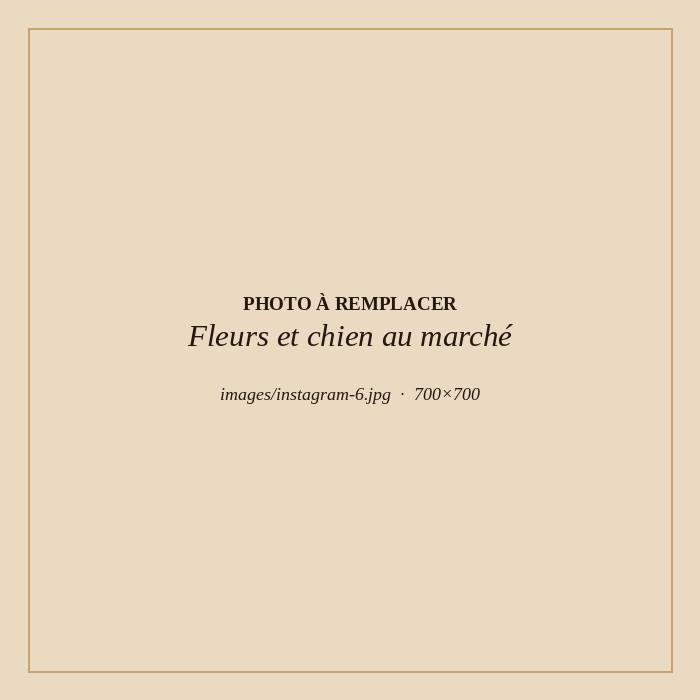 PHOTO À REMPLACER
Fleurs et chien au marché
images/instagram-6.jpg · 700×700